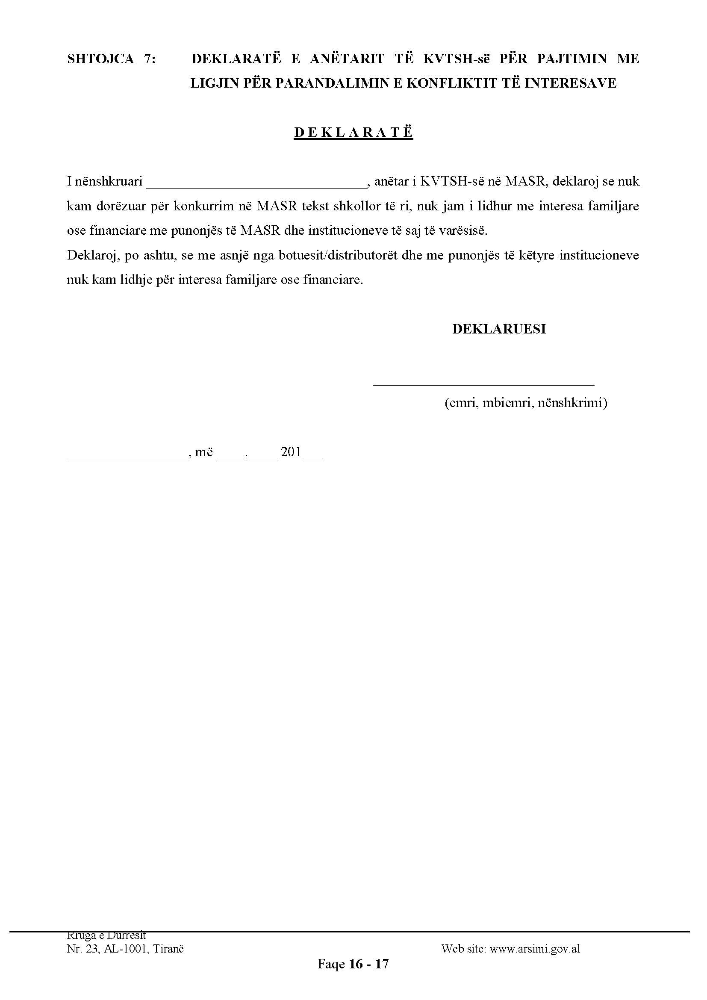 SHTOJCA 7: DEKLARATË E ANËTARIT TË KVTSH-së PËR PAJTIMIN ME
LIGJIN PËR PARANDALIMIN E KONFLIKTIT TË INTERESAVE
D E K L A R A T Ë
I nënshkruari _______________________________, anëtar i KVTSH-së në MASR, deklaroj se nuk
kam dorëzuar për konkurrim në MASR tekst shkollor të ri, nuk jam i lidhur me interesa familjare
ose financiare me punonjës të MASR dhe institucioneve të saj të varësisë.
Deklaroj, po ashtu, se me asnjë nga botuesit/distributorët dhe me punonjës të këtyre institucioneve
nuk kam lidhje për interesa familjare ose financiare.
DEKLARUESI
_______________________________
(emri, mbiemri, nënshkrimi)
_________________, më ____.____ 201___
Rruga e Durresit
Nr. 23, AL-1001, Tiranë Web site: www.arsimi.gov.al
Faqe 16 - 17